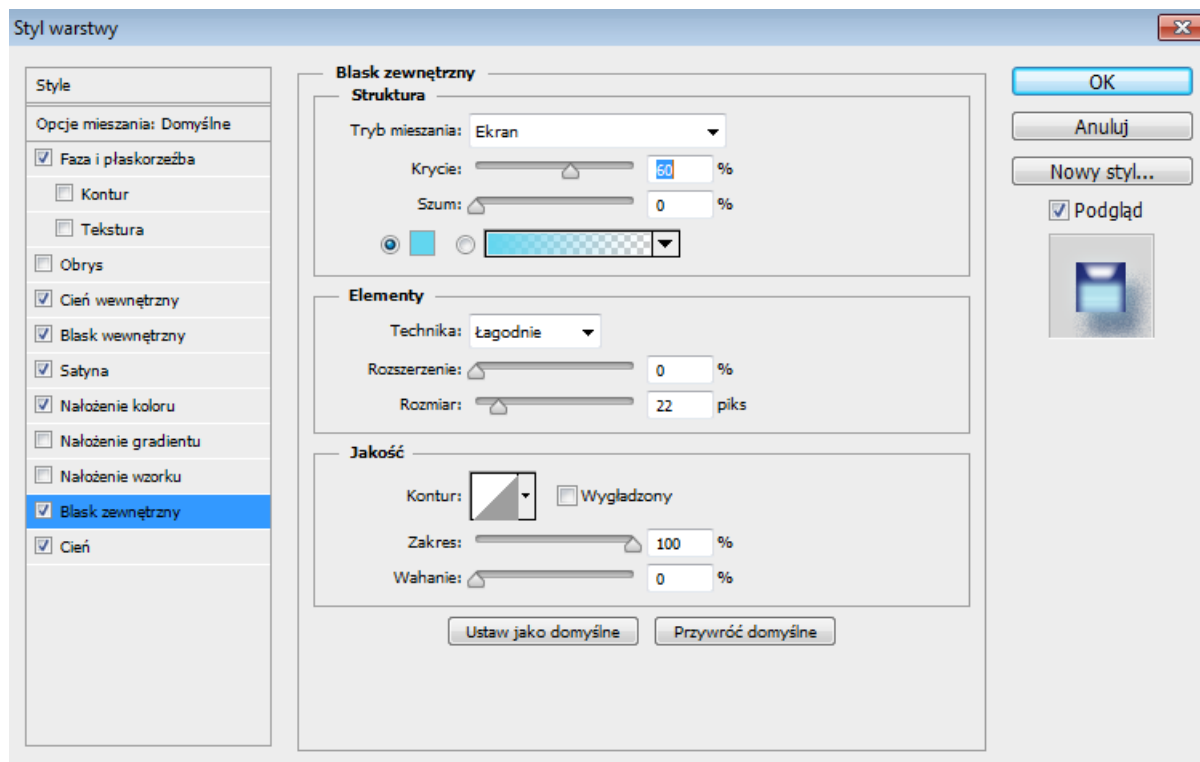 Styl warstwy
Style
Opcje mieszania: Domyślne
Faza i płaskorzeźba
Kontur
Tekstura
Obrys
Cień wewnętrzny
Blask wewnętrzny
Satyna
Nałożenie koloru
Nałożenie gradientu
Nałożenie wzorku
Blask zewnętrzny
Cień
Blask zewnętrzny
Struktura
Tryb mieszania: Ekran
Krycie: 60 %
Szum: 0 %
Elementy
Technika: Łagodnie
Rozszerzenie: 0 %
Rozmiar: 22 piks
Jakość
Kontur: Wygładzony
Zakres: 100 %
Wahanie: 0 %
Ustaw jako domyślne Przywróć domyślne
OK
Anuluj
Nowy styl...
Podgląd